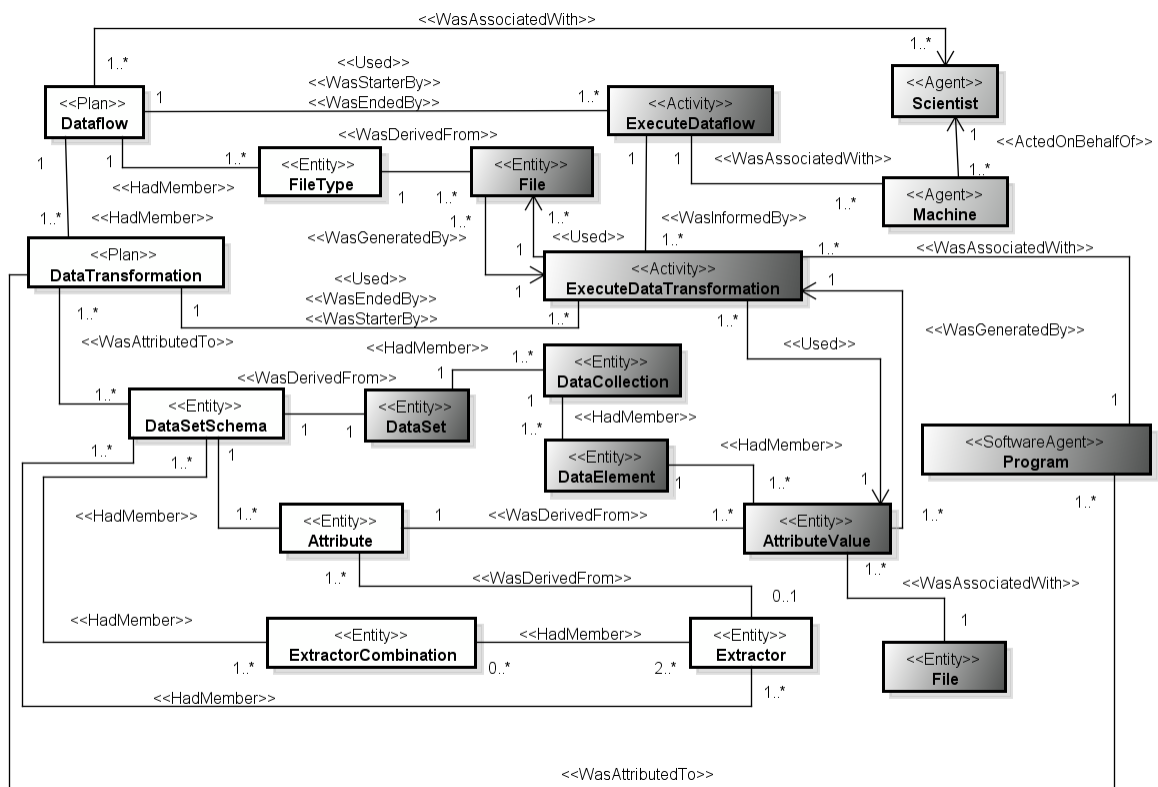 <<WasAssociatedWith>>
1..*
1..*
<<Used>>
<<WasStarterBy>>
<<WasEndedBy>>
1
1..*
<<Plan>>
Dataflow
<<Activity>>
ExecuteDataflow
<<Agent>>
Scientist
<<WasDerivedFrom>>
1
<<ActedOnBehalfOf>>
1
1
1..*
<<Entity>>
FileType
<<Entity>>
File
1
1
<<WasAssociatedWith>>
1..*
<<HadMember>>
1
1..*
<<Agent>>
Machine
1..*
1..*
1..*
1..*
<<HadMember>>
<<WasInformedBy>>
<<WasGeneratedBy>>
1
<<Used>>
1..*
1..*
<<WasAssociatedWith>>
<<Plan>>
DataTransformation
<<Activity>>
ExecuteDataTransformation
1
1
1
<<Used>>
<<WasEndedBy>>
<<WasStarterBy>>
1..*
1..*
1..*
<<WasGeneratedBy>>
<<WasAttributedTo>>
<<HadMember>>
<<Used>>
<<WasDerivedFrom>>
1
1..*
<<Entity>>
DataCollection
1..*
<<Entity>>
DataSetSchema
1
1
<<Entity>>
DataSet
1
<<HadMember>>
1..*
1
1..*
1..*
1
<<Entity>>
DataElement
1
<<HadMember>>
1..*
1
<<SoftwareAgent>>
Program
1..*
<<HadMember>>
1..*
<<Entity>>
Attribute
1
<<WasDerivedFrom>>
1..*
<<Entity>>
AttributeValue
1..*
1..*
<<WasDerivedFrom>>
0..1
1..*
<<WasAssociatedWith>>
1
<<HadMember>>
1..*
<<Entity>>
ExtractorCombination
<<HadMember>>
0..*
2..*
<<Entity>>
Extractor
<<Entity>>
File
<<HadMember>>
1..*
<<WasAttributedTo>>